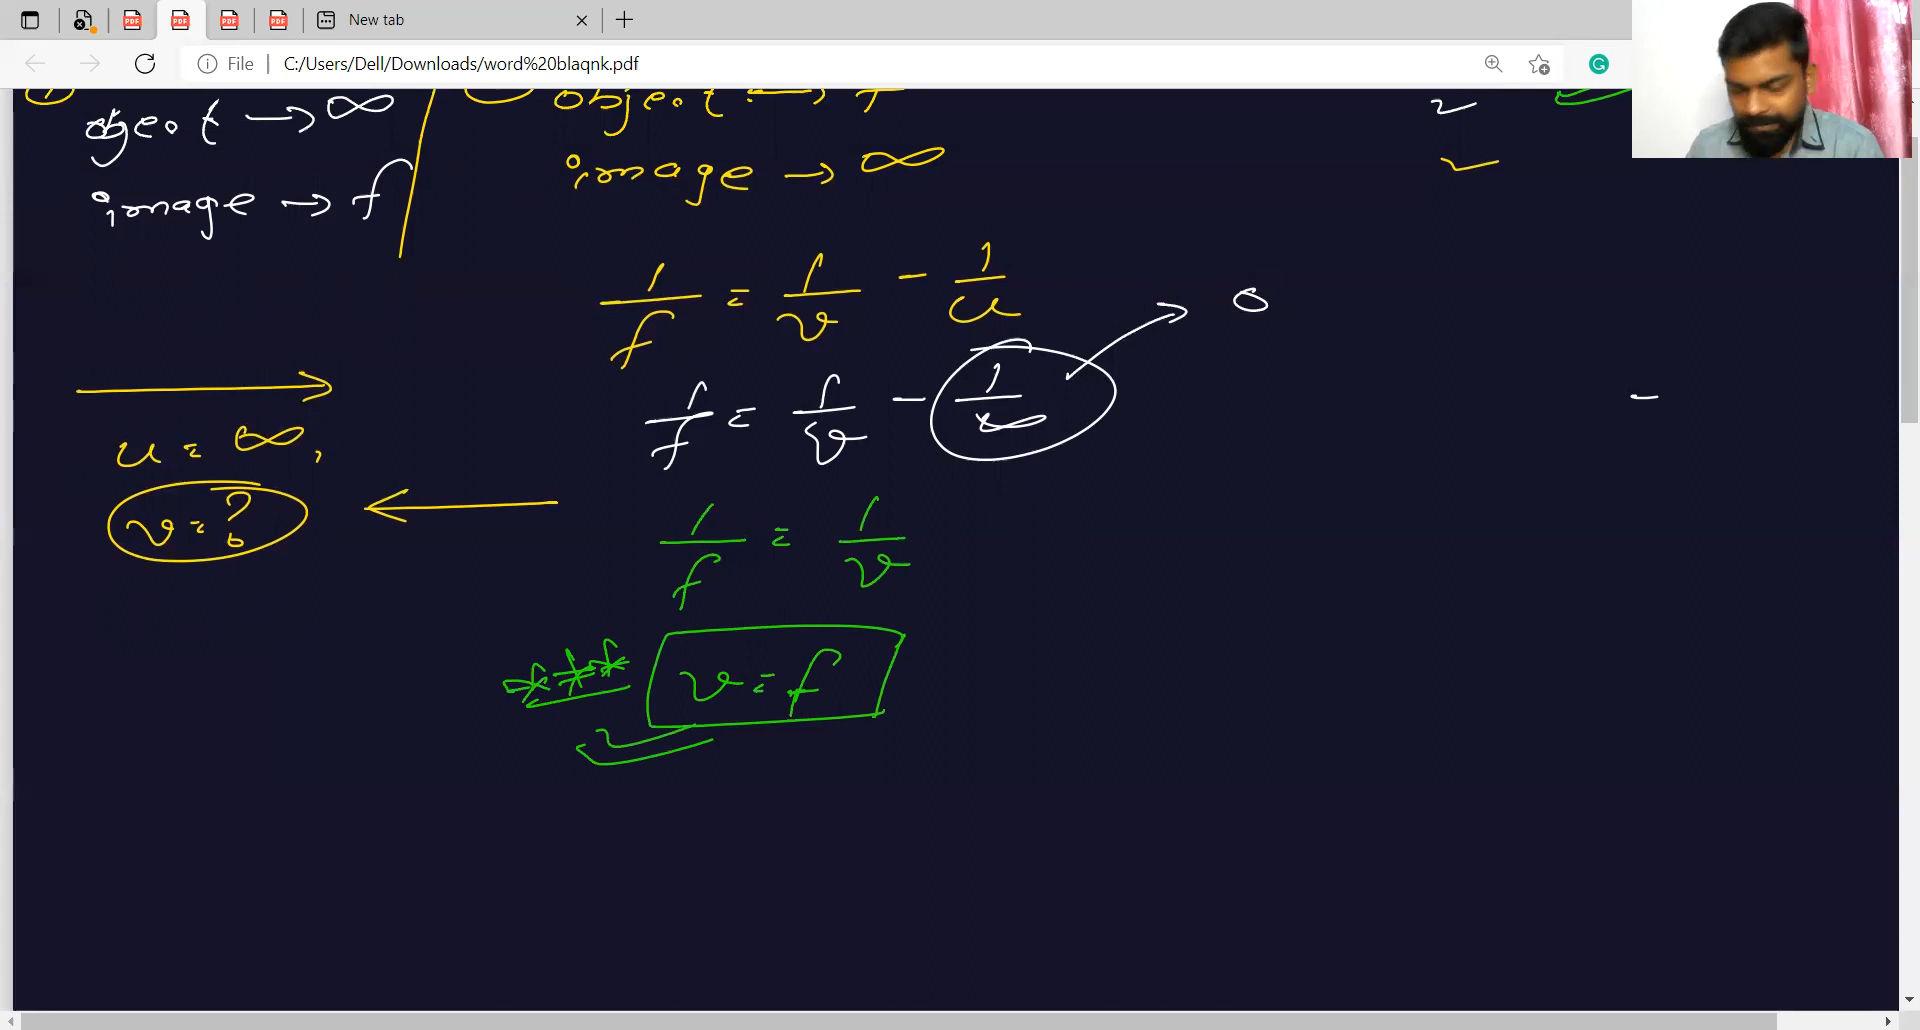 New tab
File
C:/Users/Dell/Downloads/word%20blaqnk.pdf
object → ∞
image → f
object → f
image → ∞
1/f = 1/v - 1/u
1/f = 1/v - 1/∞ → 0
u = ∞,
v = ?
1/f = 1/v
*** v = f